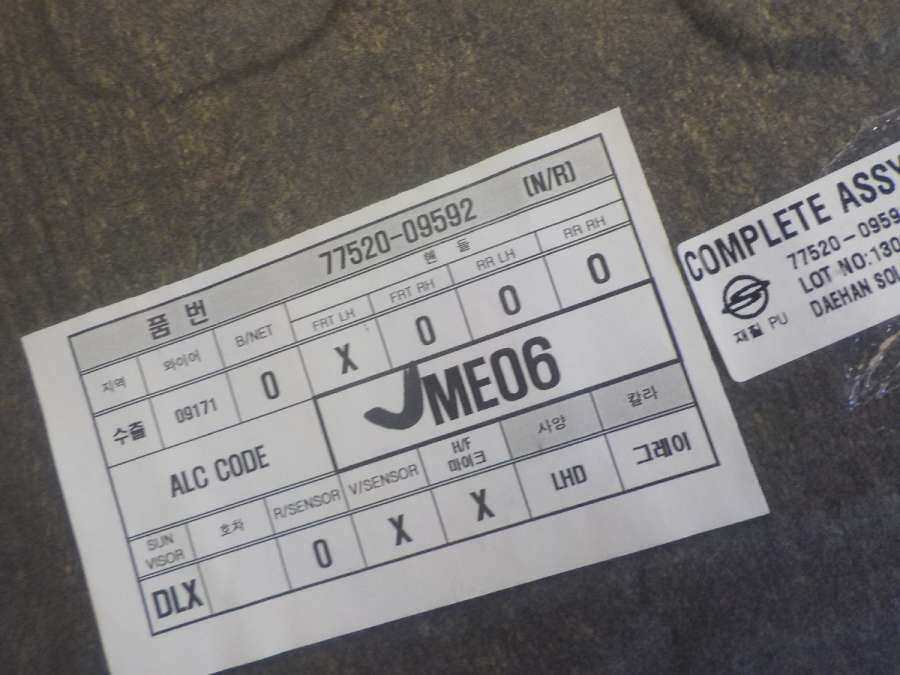 품 번 77520-09592 (N/R)
지역 와이어 B/NET 핸 들
FRT LH FRT RH RR LH RR RH
수출 09171 0 X 0 0 0
ALC CODE JME06
SUN VISOR 호차 R/SENSOR V/SENSOR H/F 마이크 사양 칼라
DLX 0 X X LHD 그레이
COMPLETE ASSY
77520-0959
LOT NO:130
DAEHAN SOL
재질 PU